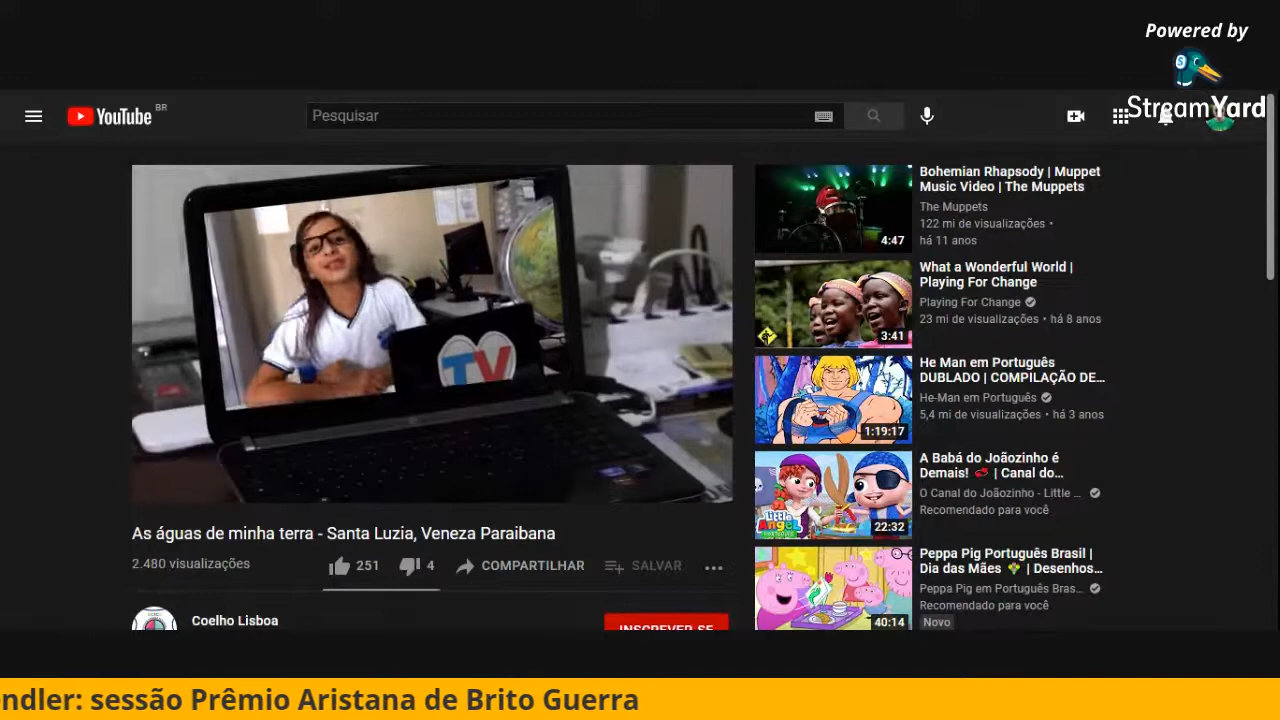 Powered by
StreamYard
YouTube BR
Pesquisar
TV
Bohemian Rhapsody | Muppet
Music Video | The Muppets
The Muppets
122 mi de visualizações •
há 11 anos
4:47
What a Wonderful World |
Playing For Change
Playing For Change
23 mi de visualizações • há 8 anos
3:41
He Man em Português
DUBLADO | COMPILAÇÃO DE...
He-Man em Português
5,4 mi de visualizações • há 3 anos
1:19:17
A Babá do Joãozinho é
Demais! 💋 | Canal do...
O Canal do Joãozinho - Little ...
Recomendado para você
Little
Angel
22:32
Peppa Pig Português Brasil |
Dia das Mães 💐 | Desenhos...
Peppa Pig em Português Bras...
Recomendado para você
Novo
40:14
As águas de minha terra - Santa Luzia, Veneza Paraibana
2.480 visualizações
251
4
COMPARTILHAR
SALVAR
Coelho Lisboa
INSCREVER-SE
endler: sessão Prêmio Aristana de Brito Guerra